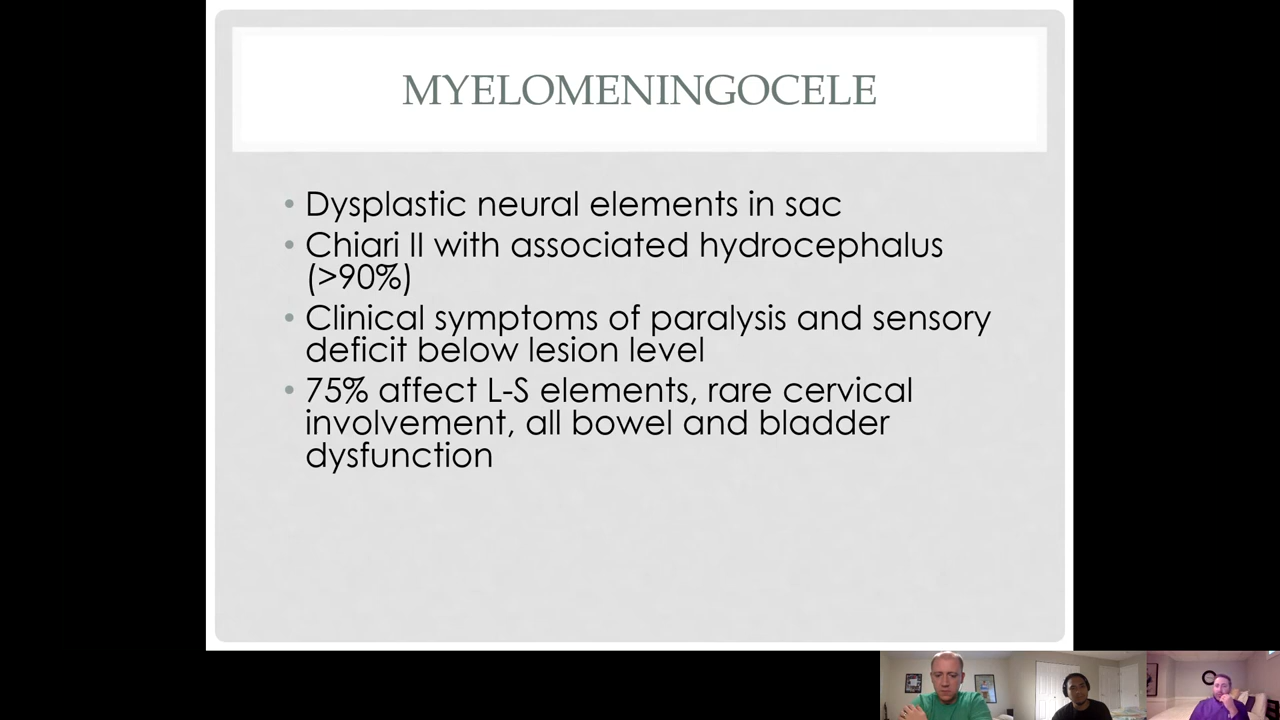 MYELOMENINGOCELE
• Dysplastic neural elements in sac
• Chiari II with associated hydrocephalus
(>90%)
• Clinical symptoms of paralysis and sensory
deficit below lesion level
• 75% affect L-S elements, rare cervical
involvement, all bowel and bladder
dysfunction